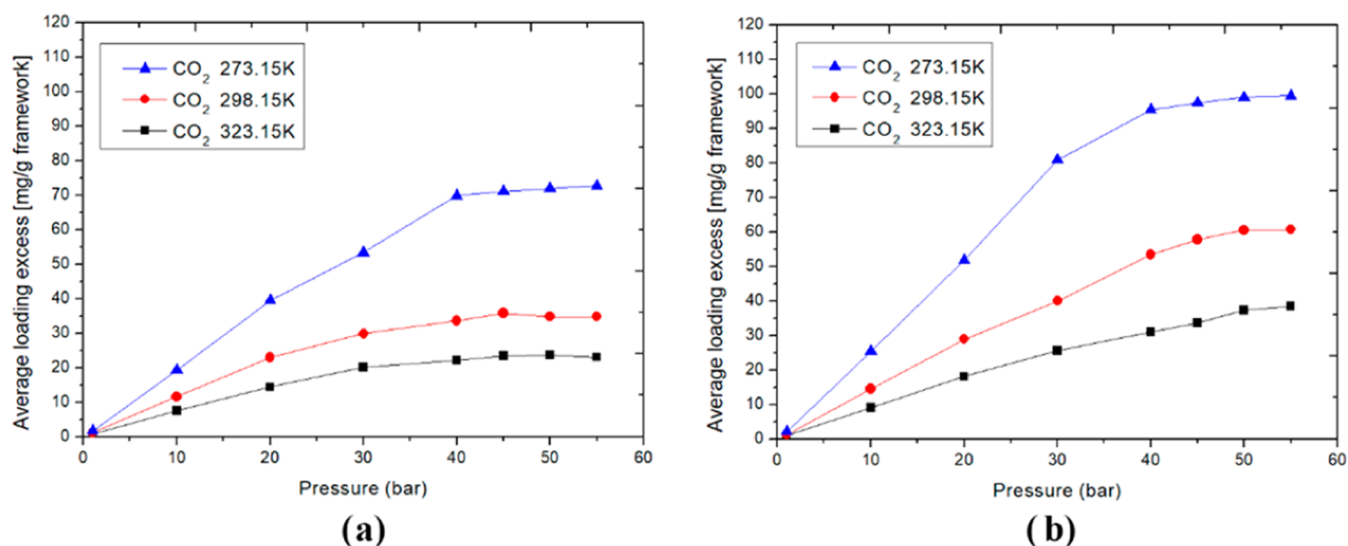 Average loading excess [mg/g framework]
120
110
100
90
80
70
60
50
40
30
20
10
0
CO2 273.15K
CO2 298.15K
CO2 323.15K
0 10 20 30 40 50 60
Pressure (bar)
(a)
Average loading excess [mg/g framework]
120
110
100
90
80
70
60
50
40
30
20
10
0
CO2 273.15K
CO2 298.15K
CO2 323.15K
0 10 20 30 40 50 60
Pressure (bar)
(b)